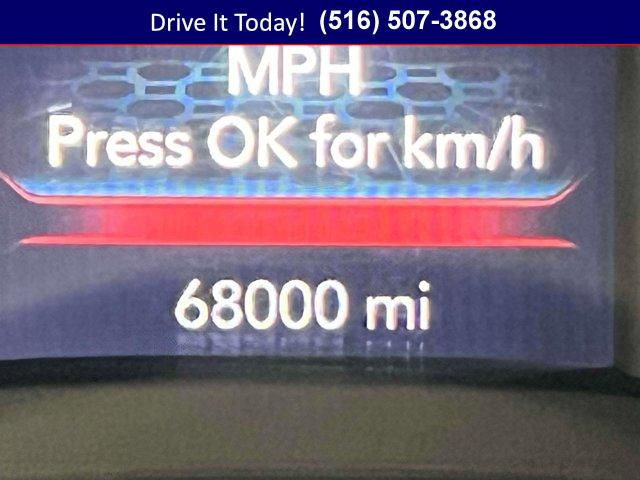 Drive It Today! (516) 507-3868
MPH
Press OK for km/h
68000 mi